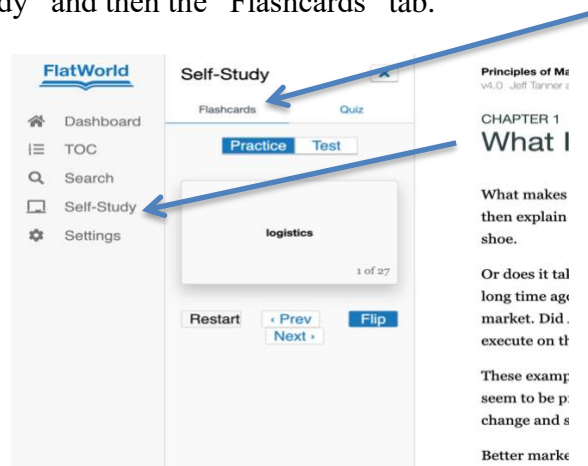 dy" and then the "Flashcards" tab.
FlatWorld
Dashboard
TOC
Search
Self-Study
Settings
Self-Study
×
Flashcards
Quiz
Practice
Test
logistics
1 of 27
Restart
‹ Prev
Flip
Next ›
Principles of Ma
v4.0 Jeff Tanner a
CHAPTER 1
What I
What makes
then explain
shoe.
Or does it tal
long time ago
market. Did
execute on th
These examp
seem to be pr
change and s
Better marke